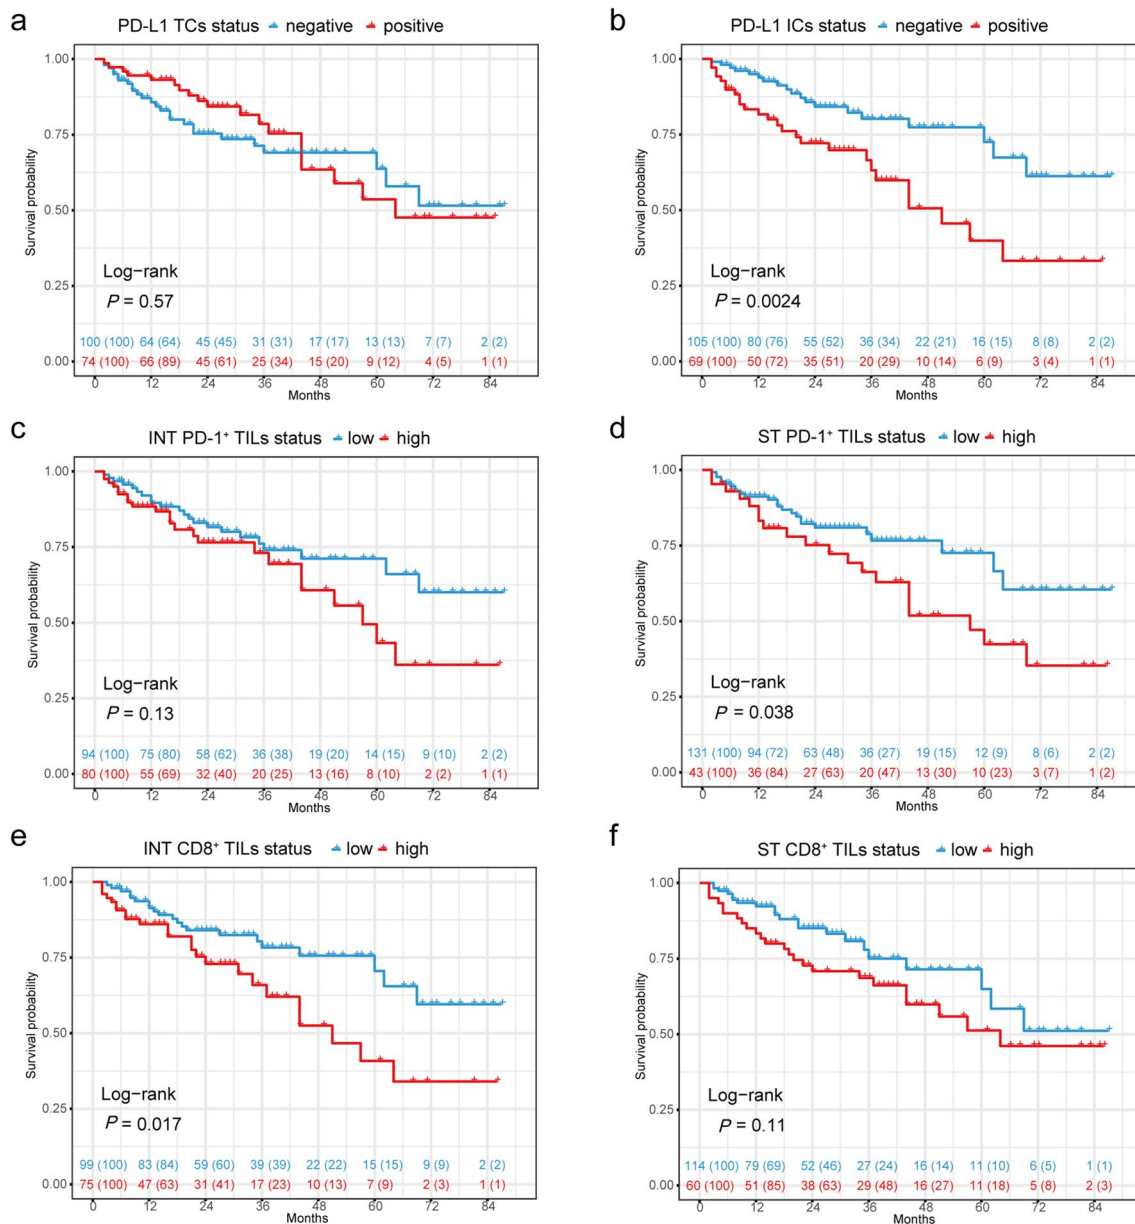 a
PD-L1 TCs status negative positive
1.00
0.75
0.50
0.25
0.00
Survival probability
Log−rank
P = 0.57
100 (100) 64 (64) 45 (45) 31 (31) 17 (17) 13 (13) 7 (7) 2 (2)
74 (100) 66 (89) 45 (61) 25 (34) 15 (20) 9 (12) 4 (5) 1 (1)
0 12 24 36 48 60 72 84
Months
b
PD-L1 ICs status negative positive
1.00
0.75
0.50
0.25
0.00
Survival probability
Log−rank
P = 0.0024
105 (100) 80 (76) 55 (52) 36 (34) 22 (21) 16 (15) 8 (8) 2 (2)
69 (100) 50 (72) 35 (51) 20 (29) 10 (14) 6 (9) 3 (4) 1 (1)
0 12 24 36 48 60 72 84
Months
c
INT PD-1⁺ TILs status low high
1.00
0.75
0.50
0.25
0.00
Survival probability
Log−rank
P = 0.13
94 (100) 75 (80) 58 (62) 36 (38) 19 (20) 14 (15) 9 (10) 2 (2)
80 (100) 55 (69) 32 (40) 20 (25) 13 (16) 8 (10) 2 (2) 1 (1)
0 12 24 36 48 60 72 84
Months
d
ST PD-1⁺ TILs status low high
1.00
0.75
0.50
0.25
0.00
Survival probability
Log−rank
P = 0.038
131 (100) 94 (72) 63 (48) 36 (27) 19 (15) 12 (9) 8 (6) 2 (2)
43 (100) 36 (84) 27 (63) 20 (47) 13 (30) 10 (23) 3 (7) 1 (2)
0 12 24 36 48 60 72 84
Months
e
INT CD8⁺ TILs status low high
1.00
0.75
0.50
0.25
0.00
Survival probability
Log−rank
P = 0.017
99 (100) 83 (84) 59 (60) 39 (39) 22 (22) 15 (15) 9 (9) 2 (2)
75 (100) 47 (63) 31 (41) 17 (23) 10 (13) 7 (9) 2 (3) 1 (1)
0 12 24 36 48 60 72 84
Months
f
ST CD8⁺ TILs status low high
1.00
0.75
0.50
0.25
0.00
Survival probability
Log−rank
P = 0.11
114 (100) 79 (69) 52 (46) 27 (24) 16 (14) 11 (10) 6 (5) 1 (1)
60 (100) 51 (85) 38 (63) 29 (48) 16 (27) 11 (18) 5 (8) 2 (3)
0 12 24 36 48 60 72 84
Months